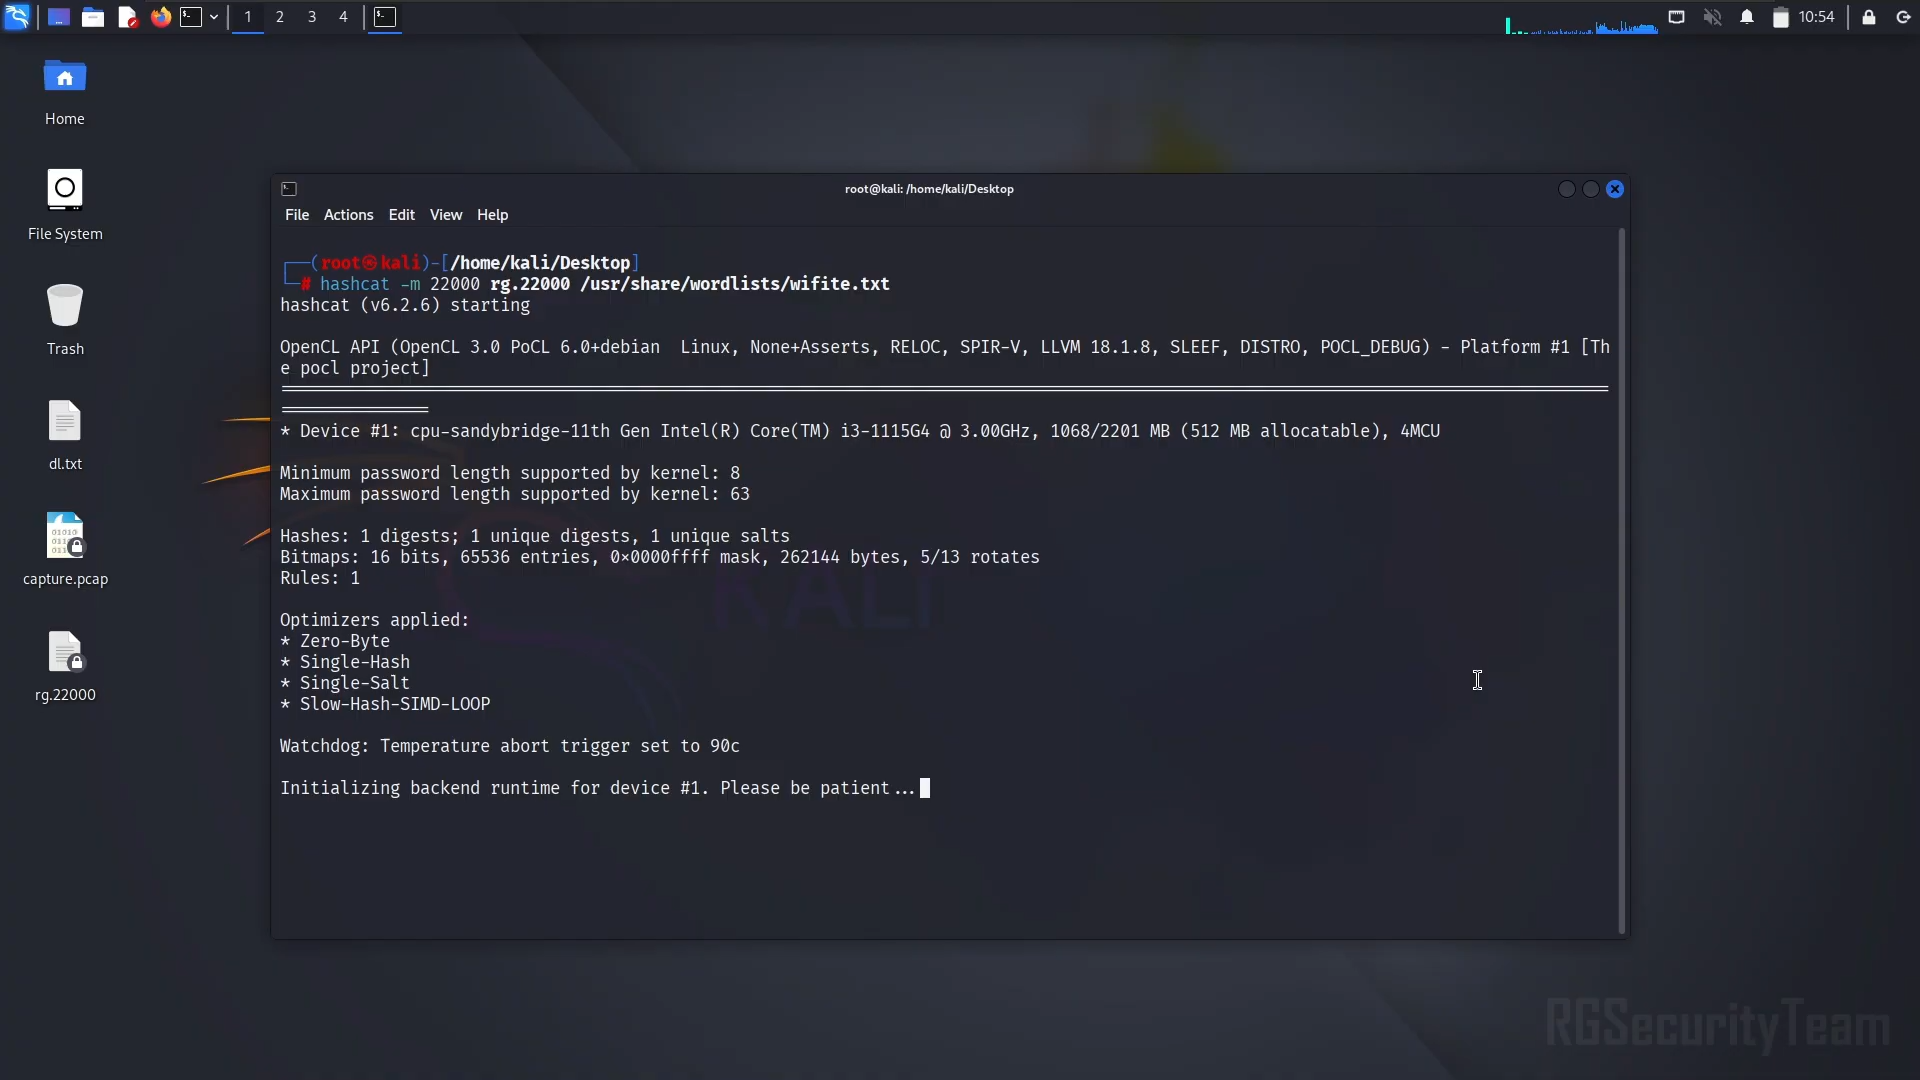 1 2 3 4
10:54
Home
File System
Trash
dl.txt
capture.pcap
rg.22000
root@kali: /home/kali/Desktop
File Actions Edit View Help
┌──(root㉿kali)-[/home/kali/Desktop]
└─# hashcat -m 22000 rg.22000 /usr/share/wordlists/wifite.txt
hashcat (v6.2.6) starting
OpenCL API (OpenCL 3.0 PoCL 6.0+debian  Linux, None+Asserts, RELOC, SPIR-V, LLVM 18.1.8, SLEEF, DISTRO, POCL_DEBUG) - Platform #1 [Th
e pocl project]
* Device #1: cpu-sandybridge-11th Gen Intel(R) Core(TM) i3-1115G4 @ 3.00GHz, 1068/2201 MB (512 MB allocatable), 4MCU
Minimum password length supported by kernel: 8
Maximum password length supported by kernel: 63
Hashes: 1 digests; 1 unique digests, 1 unique salts
Bitmaps: 16 bits, 65536 entries, 0×0000ffff mask, 262144 bytes, 5/13 rotates
Rules: 1
Optimizers applied:
* Zero-Byte
* Single-Hash
* Single-Salt
* Slow-Hash-SIMD-LOOP
Watchdog: Temperature abort trigger set to 90c
Initializing backend runtime for device #1. Please be patient...
KALI
RGSecurityTeam